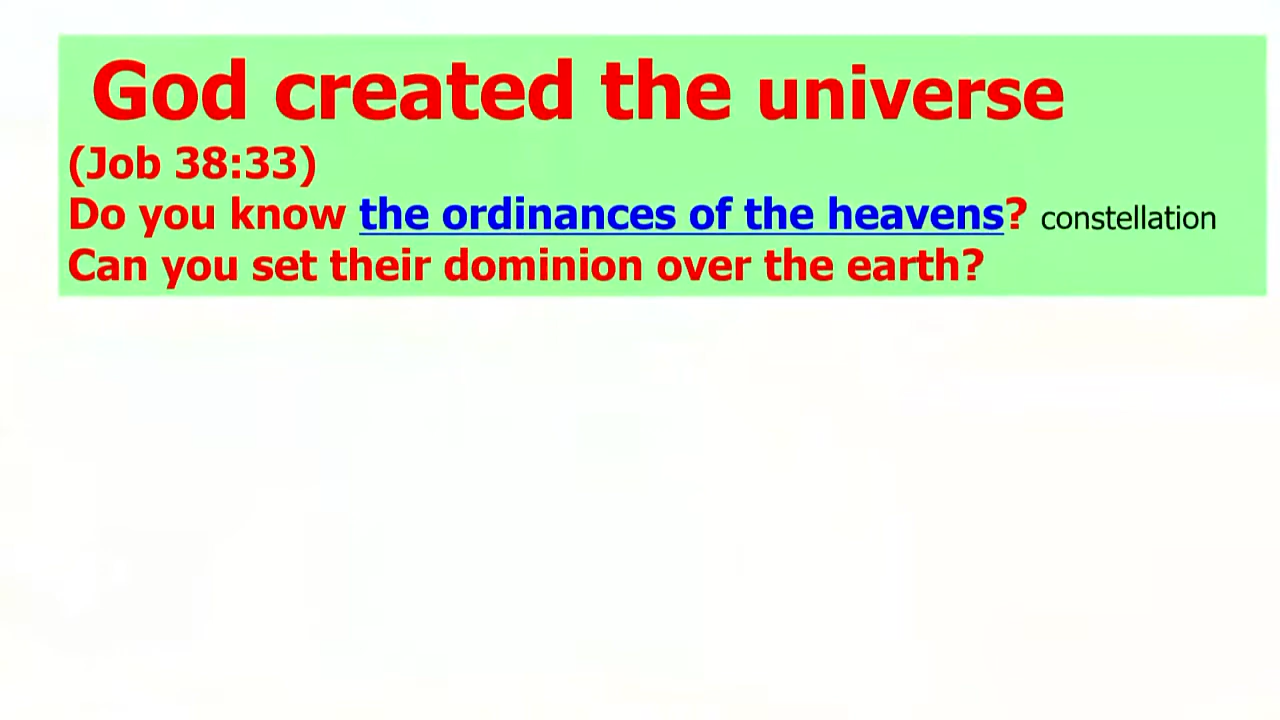 God created the universe
(Job 38:33)
Do you know the ordinances of the heavens? constellation
Can you set their dominion over the earth?